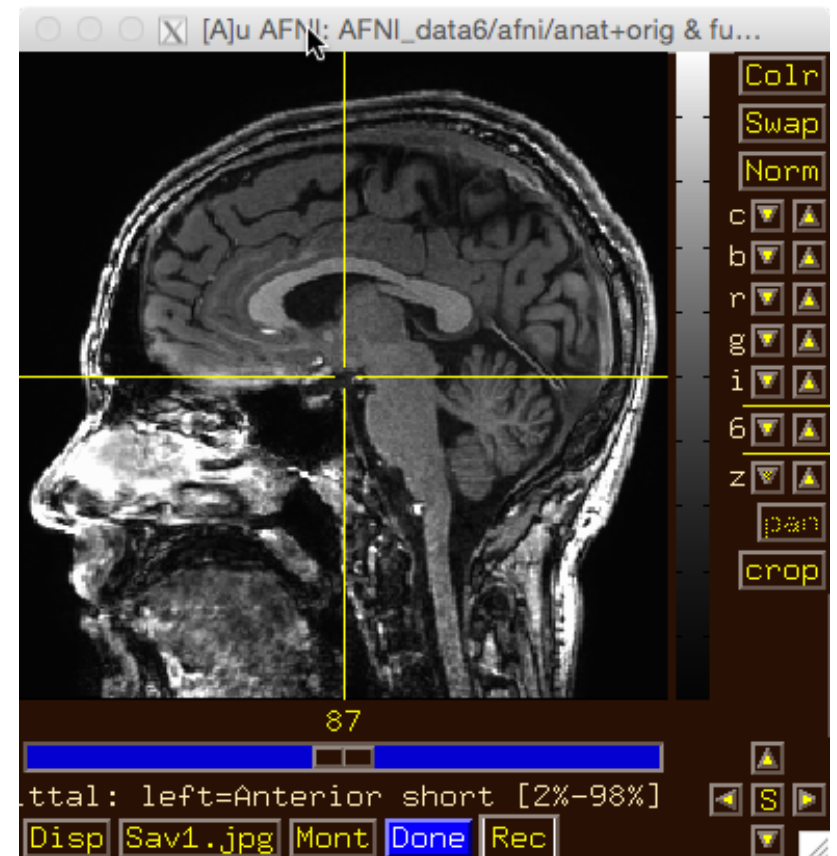 X [A]u AFNI: AFNI_data6/afni/anat+orig & fu...
Colr
Swap
Norm
c
b
r
g
i
6
z
pan
crop
87
ttal: left=Anterior short [2%-98%]
S
Disp Sav1.jpg Mont Done Rec